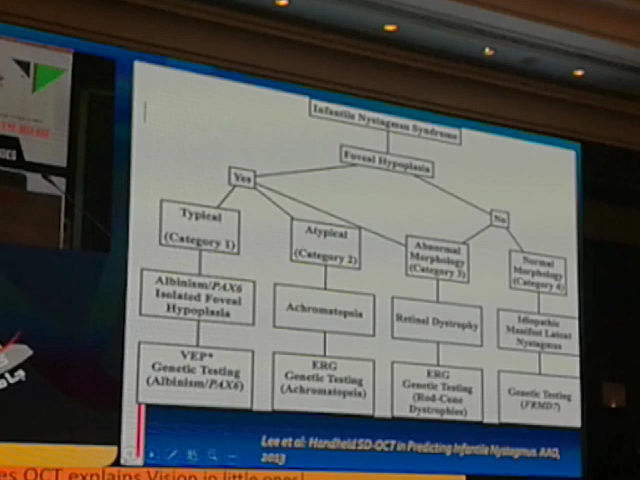 EYE DISEASE
Infantile Nystagmus Syndrome
Foveal Hypoplasia
Yes
No
Typical
(Category 1)
Atypical
(Category 2)
Abnormal
Morphology
(Category 3)
Normal
Morphology
(Category 4)
Albinism/PAX6
Isolated Foveal
Hypoplasia
Achromatopsia
Retinal Dystrophy
Idiopathic
Manifest Latent
Nystagmus
VEP*
Genetic Testing
(Albinism/PAX6)
ERG
Genetic Testing
(Achromatopsia)
ERG
Genetic Testing
(Rod-Cone
Dystrophies)
Genetic Testing
(FRMD7)
Lee et al: Handheld SD-OCT in Predicting Infantile Nystagmus. AAO,
2013
es OCT explains Vision in little ones!